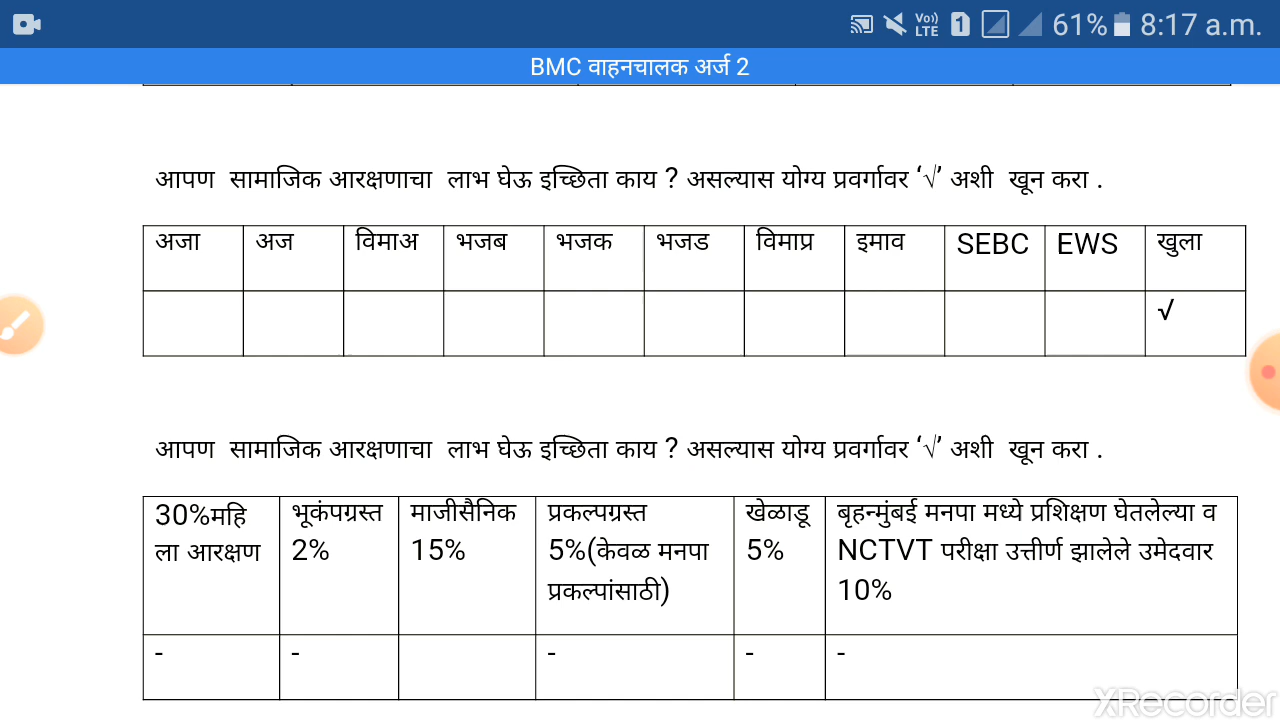 Vo)) LTE 1 61% 8:17 a.m.
BMC वाहनचालक अर्ज 2
आपण सामाजिक आरक्षणाचा लाभ घेऊ इच्छिता काय ? असल्यास योग्य प्रवर्गावर ‘√’ अशी खून करा .
अजा अज विमाअ भजब भजक भजड विमाप्र इमाव SEBC EWS खुला
√
आपण सामाजिक आरक्षणाचा लाभ घेऊ इच्छिता काय ? असल्यास योग्य प्रवर्गावर ‘√’ अशी खून करा .
30%महि भूकंपग्रस्त माजीसैनिक प्रकल्पग्रस्त खेळाडू बृहन्मुंबई मनपा मध्ये प्रशिक्षण घेतलेल्या व
ला आरक्षण 2% 15% 5%(केवळ मनपा 5% NCTVT परीक्षा उत्तीर्ण झालेले उमेदवार
प्रकल्पांसाठी) 10%
- - - - -
XRecorder